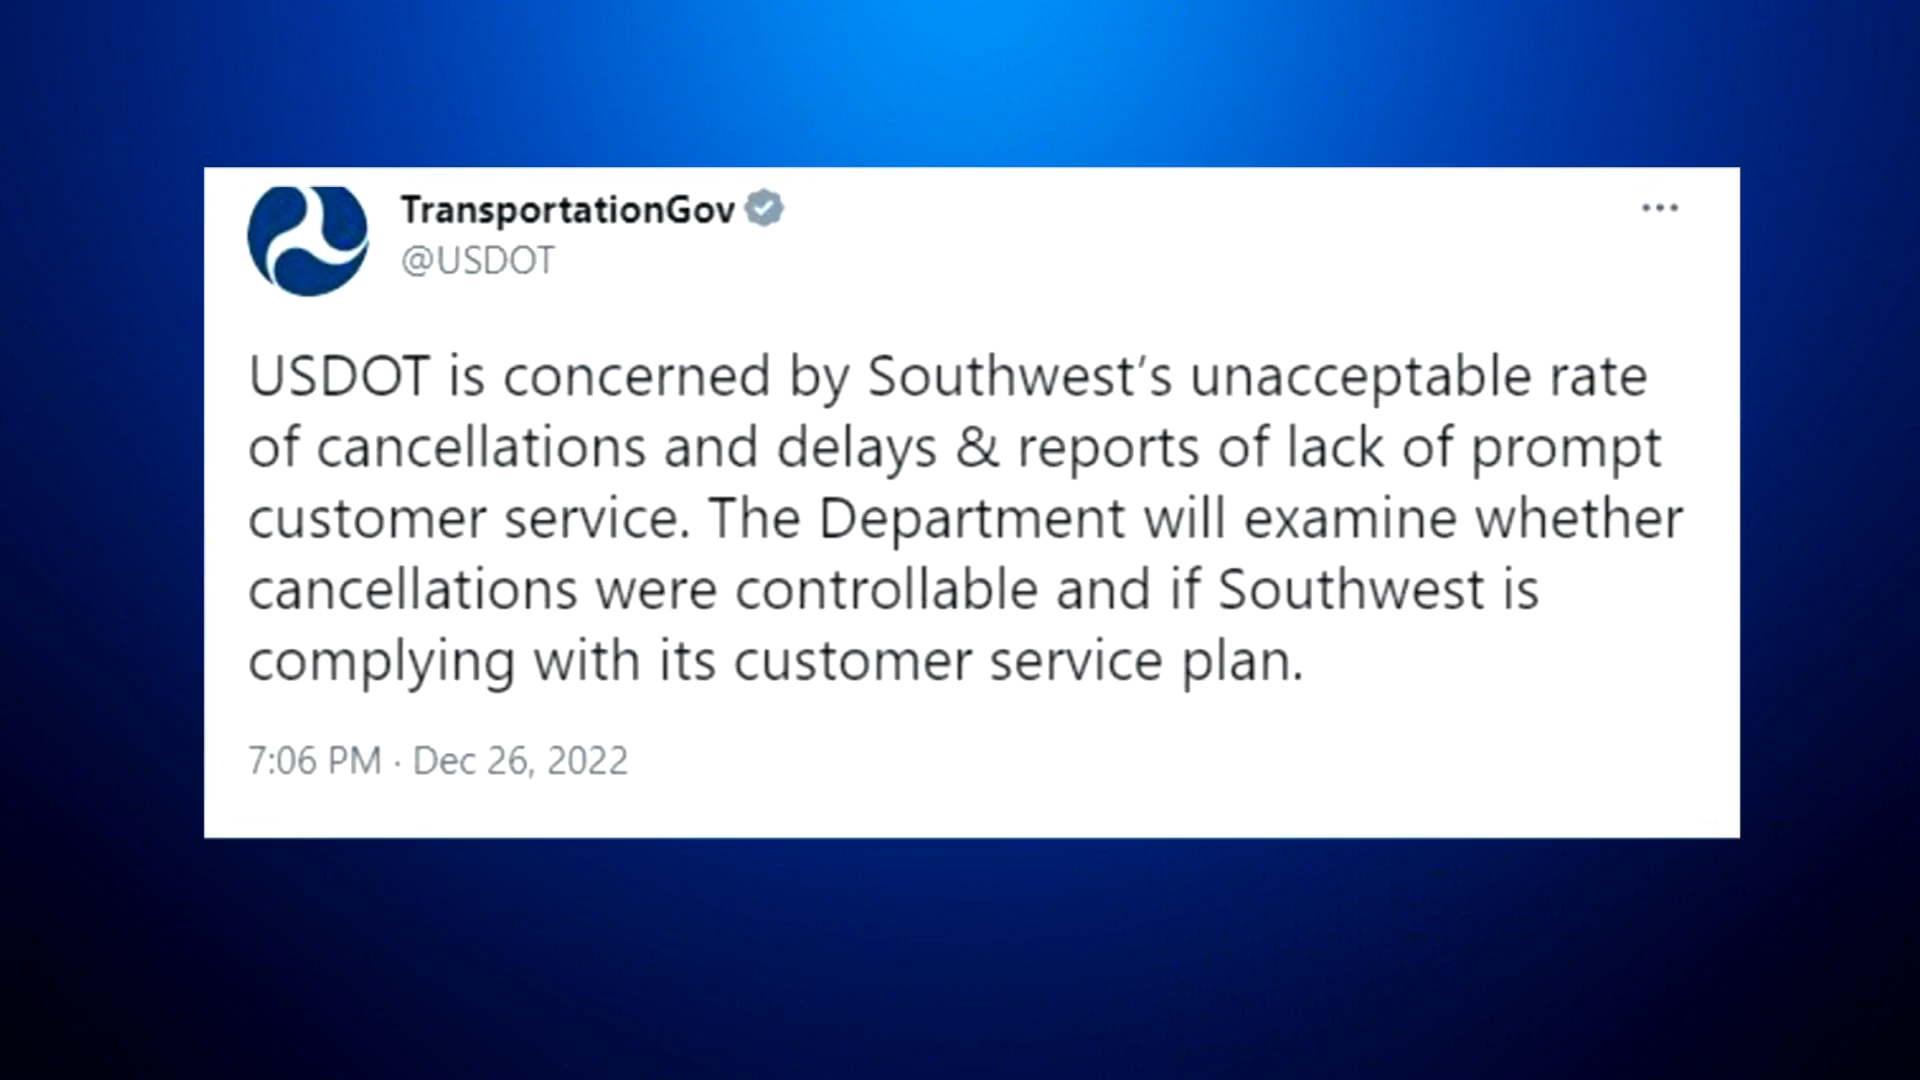 TransportationGov
@USDOT
USDOT is concerned by Southwest's unacceptable rate
of cancellations and delays & reports of lack of prompt
customer service. The Department will examine whether
cancellations were controllable and if Southwest is
complying with its customer service plan.
7:06 PM · Dec 26, 2022